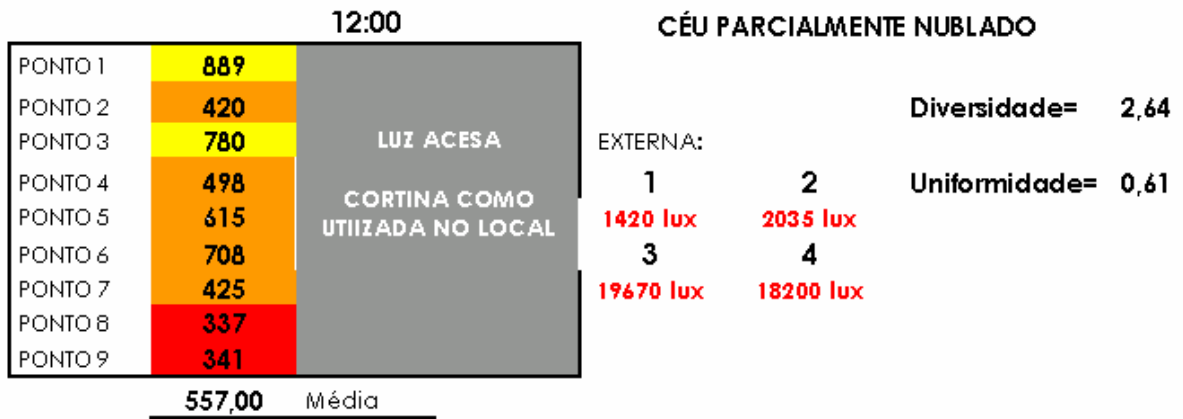 12:00
CÉU PARCIALMENTE NUBLADO
PONTO 1 889
PONTO 2 420
PONTO 3 780
PONTO 4 498
PONTO 5 615
PONTO 6 708
PONTO 7 425
PONTO 8 337
PONTO 9 341
557,00 Média
LUZ ACESA
CORTINA COMO
UTIIZADA NO LOCAL
EXTERNA:
1 2
1420 lux 2035 lux
3 4
19670 lux 18200 lux
Diversidade= 2,64
Uniformidade= 0,61